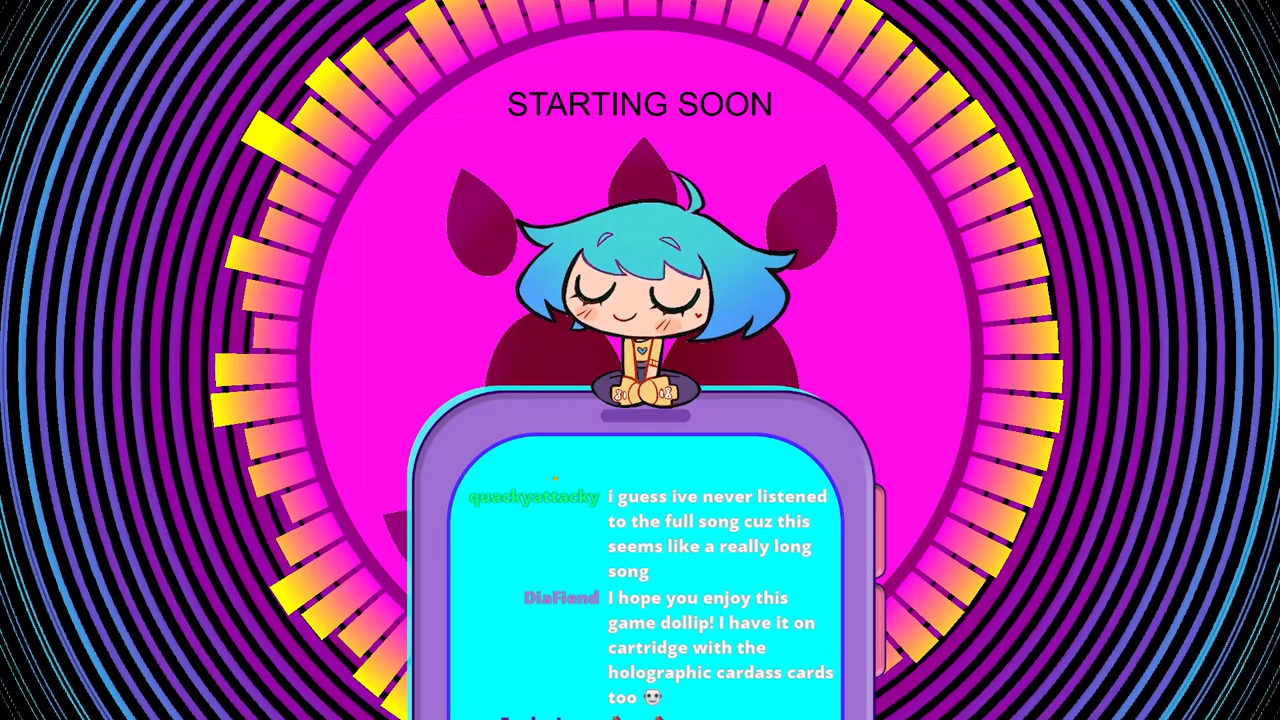 STARTING SOON
quackyattacky i guess ive never listened
to the full song cuz this
seems like a really long
song
DiaFiend I hope you enjoy this
game dollip! I have it on
cartridge with the
holographic cardass cards
too